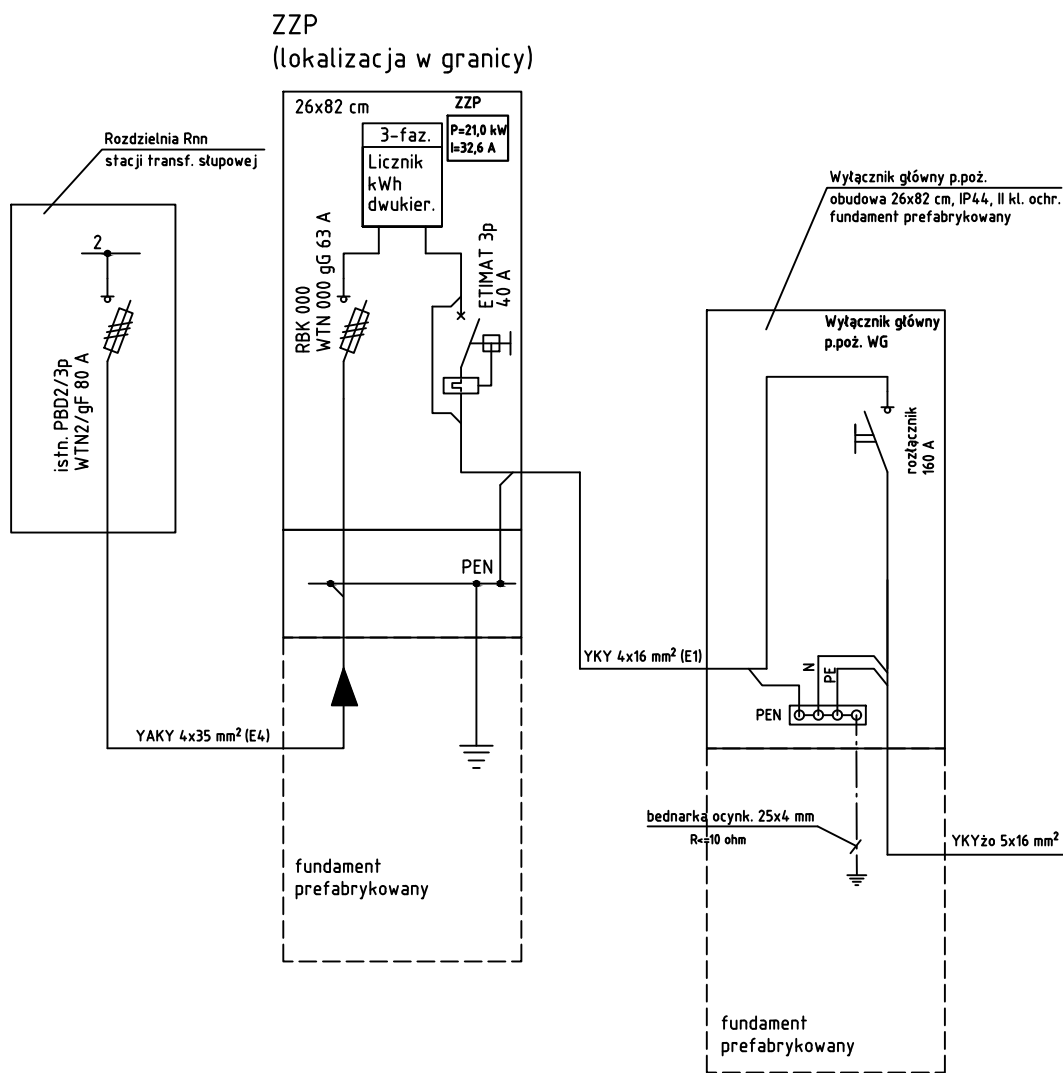 ZZP
(lokalizacja w granicy)
26x82 cm
ZZP
P=21,0 kW
I=32,6 A
3-faz.
Licznik
kWh
dwukier.
Rozdzielnia Rnn
stacji transf. słupowej
2
istn. PBD2/3p
WTN2/gF 80 A
RBK 000
WTN 000 gG 63 A
ETIMAT 3p
40 A
Wyłącznik główny p.poż.
obudowa 26x82 cm, IP44, II kl. ochr.
fundament prefabrykowany
Wyłącznik główny
p.poż. WG
rozłącznik
160 A
PEN
YKY 4x16 mm² (E1)
N
PE
PEN
YAKY 4x35 mm² (E4)
bednarka ocynk. 25x4 mm
R<=10 ohm
YKYżo 5x16 mm²
fundament
prefabrykowany
fundament
prefabrykowany